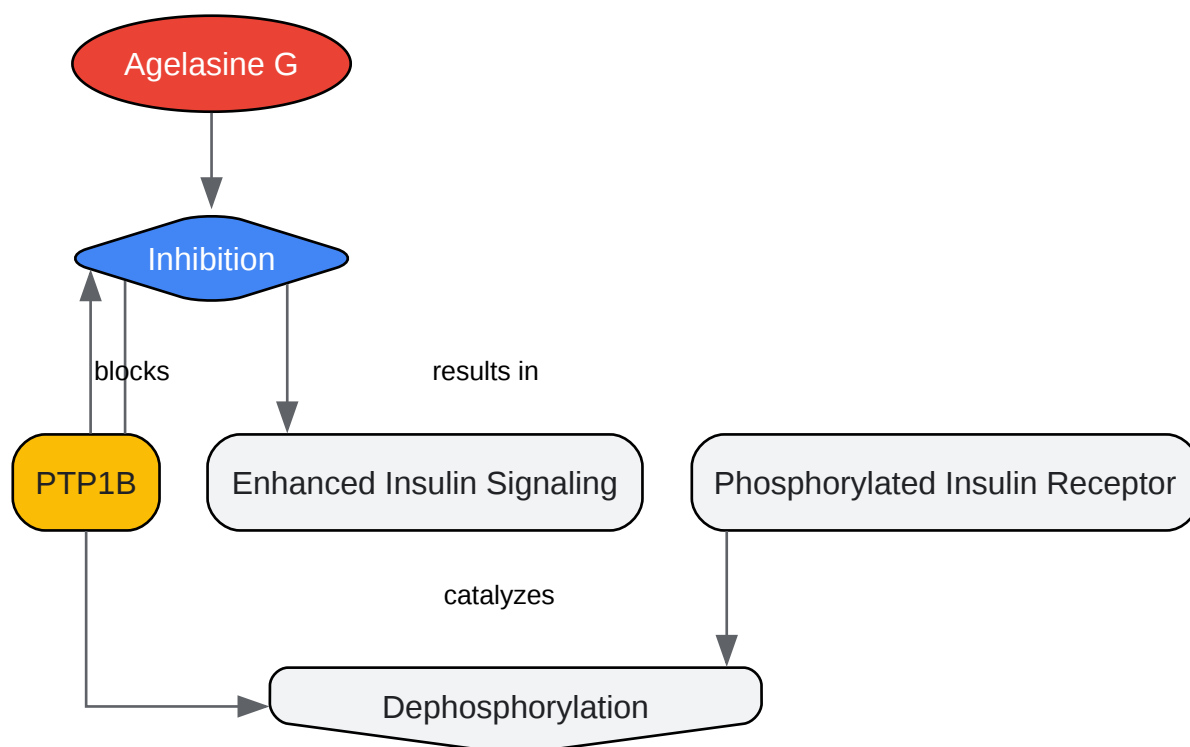 Agelasine G
Inhibition
blocks
results in
PTP1B
Enhanced Insulin Signaling
Phosphorylated Insulin Receptor
catalyzes
Dephosphorylation